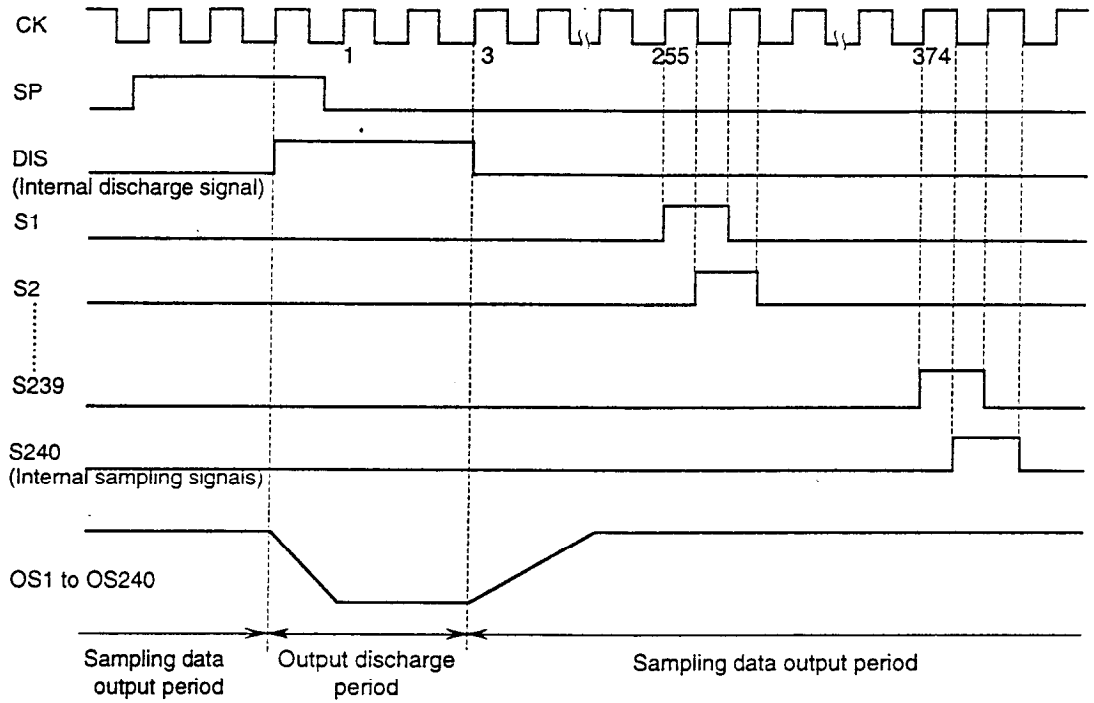 CK
1 3 255 374
SP
DIS
(Internal discharge signal)
S1
S2
S239
S240
(Internal sampling signals)
OS1 to OS240
Sampling data
output period
Output discharge
period
Sampling data output period